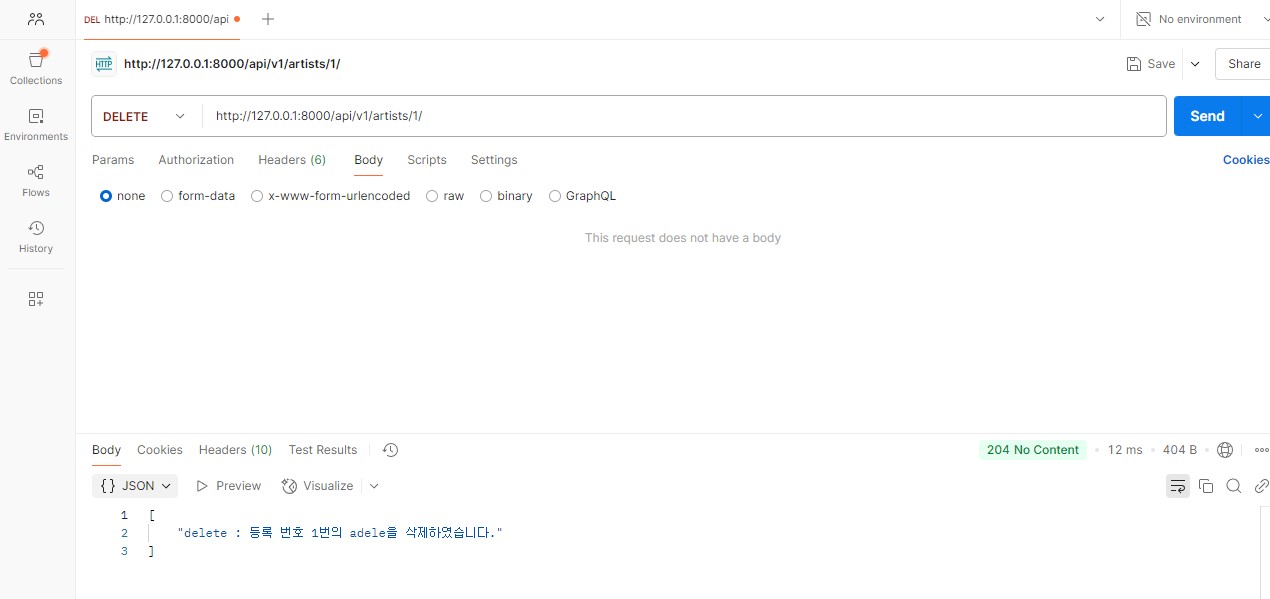 DEL http://127.0.0.1:8000/api
No environment
Collections
Environments
Flows
History
HTTP http://127.0.0.1:8000/api/v1/artists/1/
Save
Share
DELETE
http://127.0.0.1:8000/api/v1/artists/1/
Send
Params Authorization Headers (6) Body Scripts Settings
Cookies
none form-data x-www-form-urlencoded raw binary GraphQL
This request does not have a body
Body Cookies Headers (10) Test Results
204 No Content 12 ms 404 B
{} JSON Preview Visualize
1 [
2 "delete : 등록 번호 1번의 adele을 삭제하였습니다."
3 ]